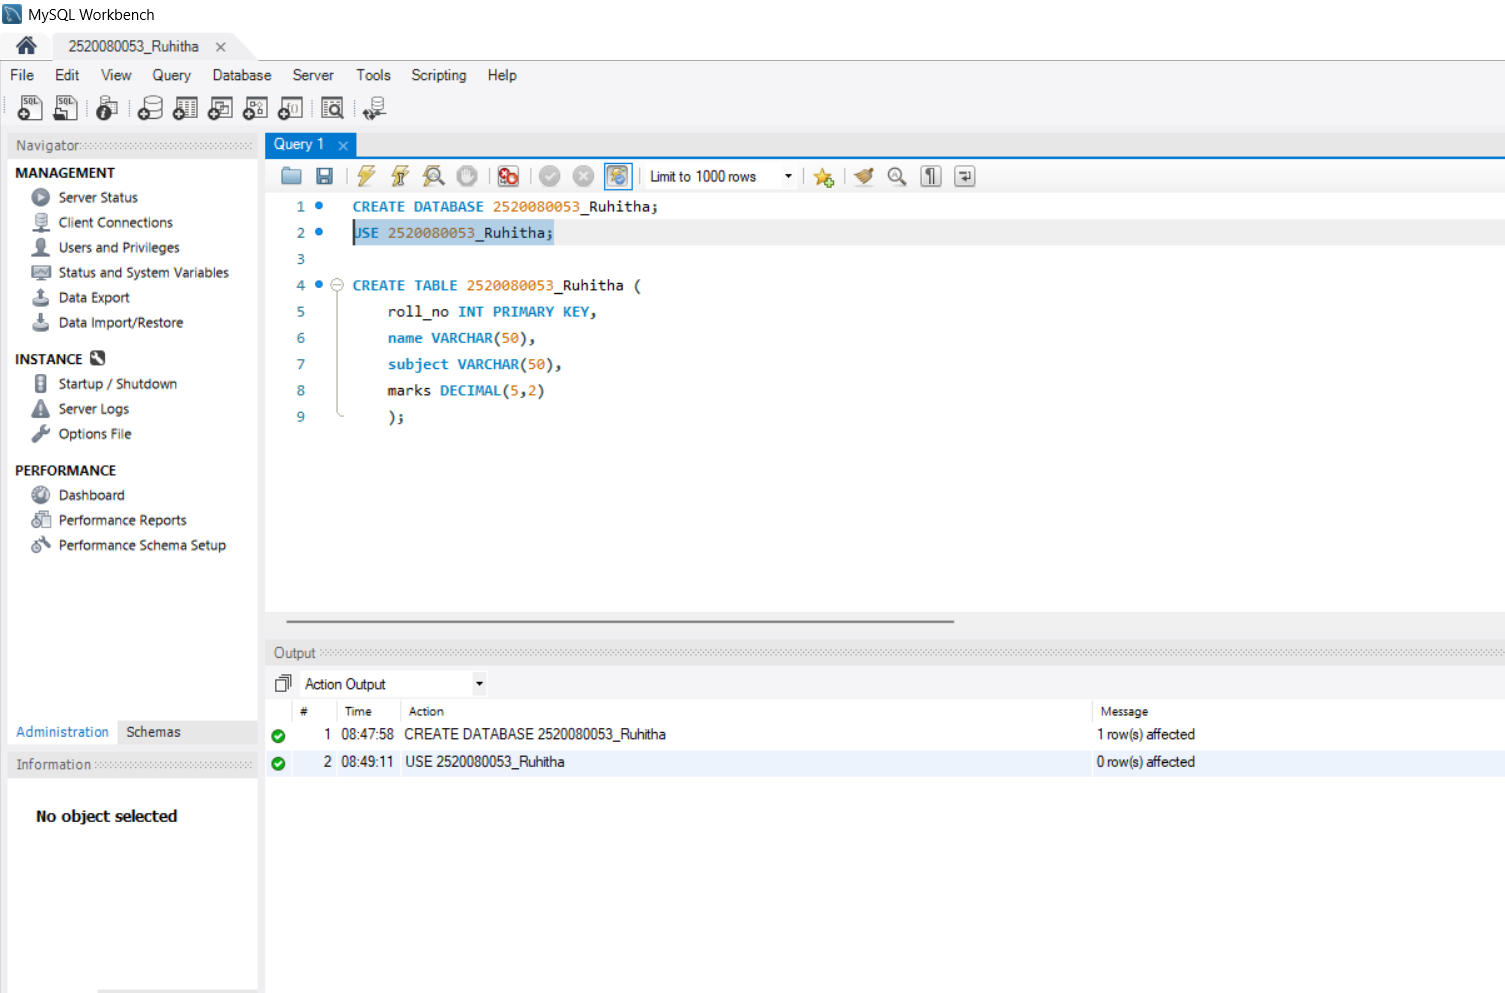 MySQL Workbench
2520080053_Ruhitha
File Edit View Query Database Server Tools Scripting Help
Navigator
MANAGEMENT
Server Status
Client Connections
Users and Privileges
Status and System Variables
Data Export
Data Import/Restore
INSTANCE
Startup / Shutdown
Server Logs
Options File
PERFORMANCE
Dashboard
Performance Reports
Performance Schema Setup
Administration Schemas
Information
No object selected
Query 1
Limit to 1000 rows
1 CREATE DATABASE 2520080053_Ruhitha;
2 USE 2520080053_Ruhitha;
3
4 CREATE TABLE 2520080053_Ruhitha (
5 roll_no INT PRIMARY KEY,
6 name VARCHAR(50),
7 subject VARCHAR(50),
8 marks DECIMAL(5,2)
9 );
Output
Action Output
# Time Action Message
1 08:47:58 CREATE DATABASE 2520080053_Ruhitha 1 row(s) affected
2 08:49:11 USE 2520080053_Ruhitha 0 row(s) affected